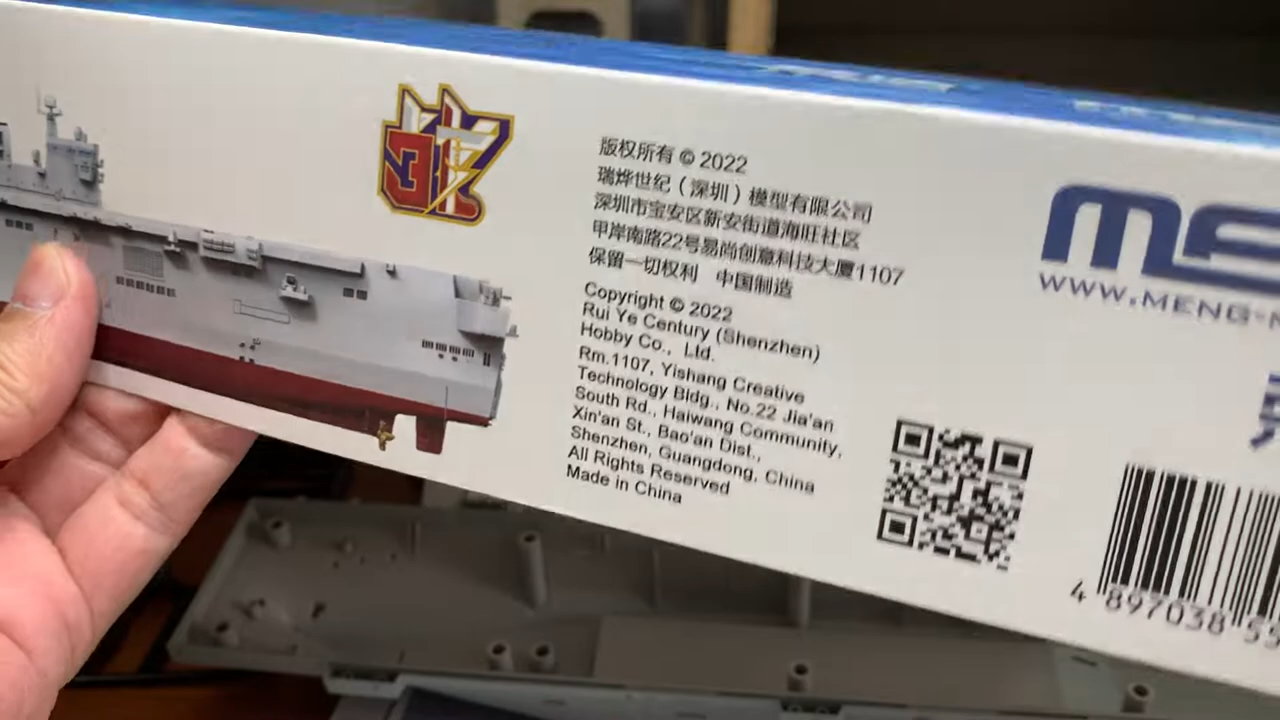 版权所有 © 2022
瑞烨世纪（深圳）模型有限公司
深圳市宝安区新安街道海旺社区
甲岸南路22号易尚创意科技大厦1107
保留一切权利 中国制造
Copyright © 2022
Rui Ye Century (Shenzhen)
Hobby Co., Ltd.
Rm.1107, Yishang Creative
Technology Bldg., No.22 Jia'an
South Rd., Haiwang Community,
Xin'an St., Bao'an Dist.,
Shenzhen, Guangdong, China
All Rights Reserved
Made in China
WWW.MENG-
4 897038 55